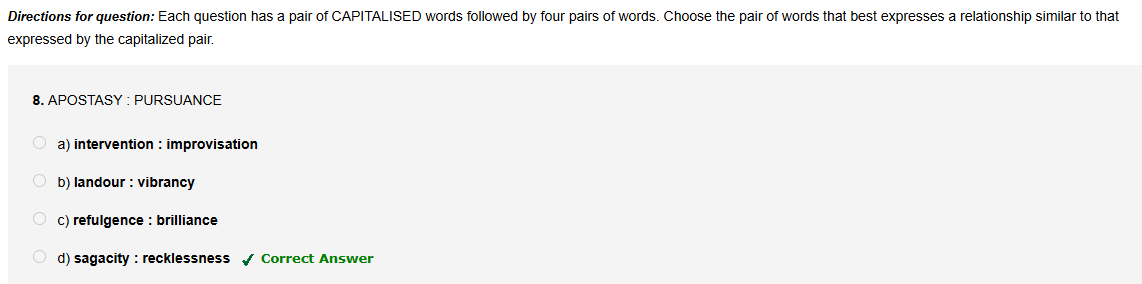 Directions for question: Each question has a pair of CAPITALISED words followed by four pairs of words. Choose the pair of words that best expresses a relationship similar to that
expressed by the capitalized pair.
8. APOSTASY : PURSUANCE
a) intervention : improvisation
b) landour : vibrancy
c) refulgence : brilliance
d) sagacity : recklessness ✓ Correct Answer